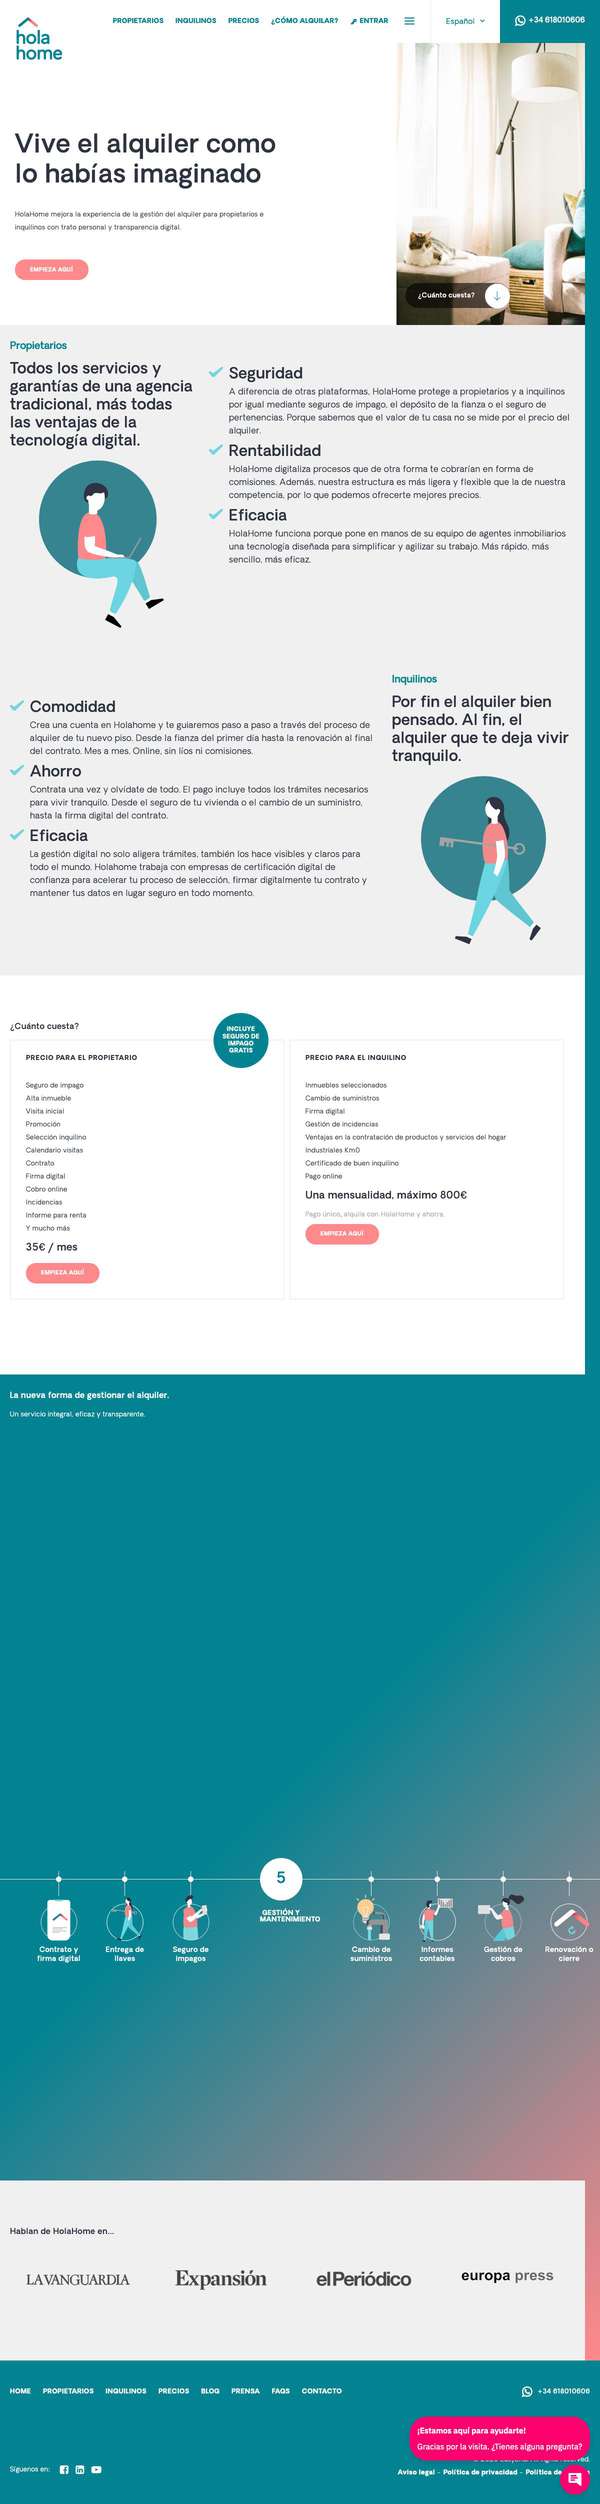 hola
home
PROPIETARIOS INQUILINOS PRECIOS ¿CÓMO ALQUILAR? ENTRAR
Español
+34 618010606
Vive el alquiler como
lo habías imaginado
HolaHome mejora la experiencia de la gestión del alquiler para propietarios e
inquilinos con trato personal y transparencia digital.
EMPIEZA AQUÍ
¿Cuánto cuesta?
Propietarios
Todos los servicios y
garantías de una agencia
tradicional, más todas
las ventajas de la
tecnología digital.
Seguridad
A diferencia de otras plataformas, HolaHome protege a propietarios y a inquilinos
por igual mediante seguros de impago, el depósito de la fianza o el seguro de
pertenencias. Porque sabemos que el valor de tu casa no se mide por el precio del
alquiler.
Rentabilidad
HolaHome digitaliza procesos que de otra forma te cobrarían en forma de
comisiones. Además, nuestra estructura es más ligera y flexible que la de nuestra
competencia, por lo que podemos ofrecerte mejores precios.
Eficacia
HolaHome funciona porque pone en manos de su equipo de agentes inmobiliarios
una tecnología diseñada para simplificar y agilizar su trabajo. Más rápido, más
sencillo, más eficaz.
Inquilinos
Por fin el alquiler bien
pensado. Al fin, el
alquiler que te deja vivir
tranquilo.
Comodidad
Crea una cuenta en Holahome y te guiaremos paso a paso a través del proceso de
alquiler de tu nuevo piso. Desde la fianza del primer día hasta la renovación al final
del contrato. Mes a mes. Online, sin líos ni comisiones.
Ahorro
Contrata una vez y olvídate de todo. El pago incluye todos los trámites necesarios
para vivir tranquilo. Desde el seguro de tu vivienda o el cambio de un suministro,
hasta la firma digital del contrato.
Eficacia
La gestión digital no solo aligera trámites, también los hace visibles y claros para
todo el mundo. Holahome trabaja con empresas de certificación digital de
confianza para acelerar tu proceso de selección, firmar digitalmente tu contrato y
mantener tus datos en lugar seguro en todo momento.
¿Cuánto cuesta?
INCLUYE
SEGURO DE
IMPAGO
GRATIS
PRECIO PARA EL PROPIETARIO
Seguro de impago
Alta inmueble
Visita inicial
Promoción
Selección inquilino
Calendario visitas
Contrato
Firma digital
Cobro online
Incidencias
Informe para renta
Y mucho más
35€ / mes
EMPIEZA AQUÍ
PRECIO PARA EL INQUILINO
Inmuebles seleccionados
Cambio de suministros
Firma digital
Gestión de incidencias
Ventajas en la contratación de productos y servicios del hogar
Industriales Km0
Certificado de buen inquilino
Pago online
Una mensualidad, máximo 800€
Pago único, alquila con HolaHome y ahorra.
EMPIEZA AQUÍ
La nueva forma de gestionar el alquiler.
Un servicio integral, eficaz y transparente.
5
GESTIÓN Y
MANTENIMIENTO
Contrato y
firma digital
Entrega de
llaves
Seguro de
impagos
Cambio de
suministros
Informes
contables
Gestión de
cobros
Renovación o
cierre
Hablan de HolaHome en...
LA VANGUARDIA
Expansión
elPeriódico
europa press
HOME PROPIETARIOS INQUILINOS PRECIOS BLOG PRENSA FAQS CONTACTO
+34 618010606
¡Estamos aquí para ayudarte!
Gracias por la visita. ¿Tienes alguna pregunta?
Síguenos en:
Aviso legal - Política de privacidad - Política de